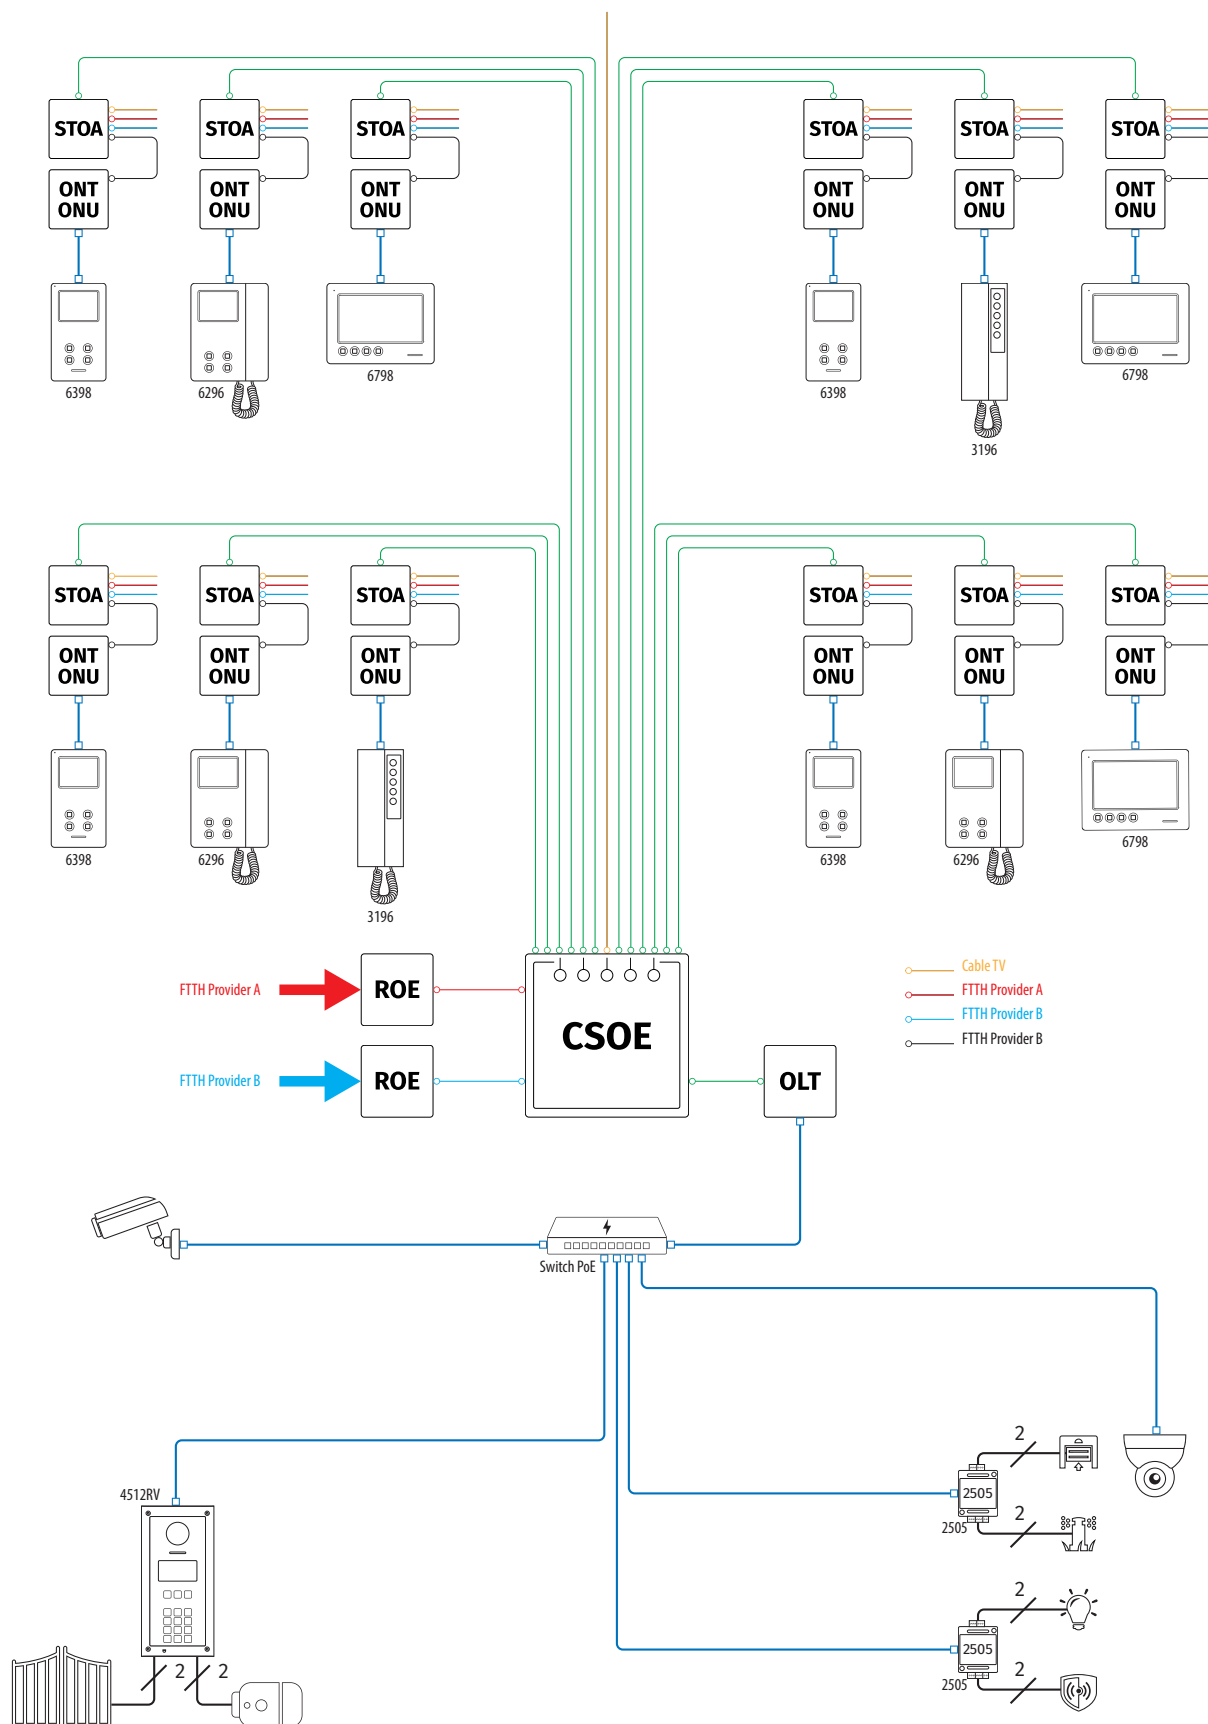 STOA STOA STOA STOA STOA STOA
ONT ONT ONT ONT ONT ONT
ONU ONU ONU ONU ONU ONU
6398 6296 6798 6398 3196 6798
STOA STOA STOA STOA STOA STOA
ONT ONT ONT ONT ONT ONT
ONU ONU ONU ONU ONU ONU
6398 6296 3196 6398 6296 6798
Cable TV
FTTH Provider A
FTTH Provider B
FTTH Provider B
FTTH Provider A
ROE
CSOE
FTTH Provider B
ROE
OLT
Switch PoE
4512RV
2
2
2
2505
2505
2
2
2505
2505
2